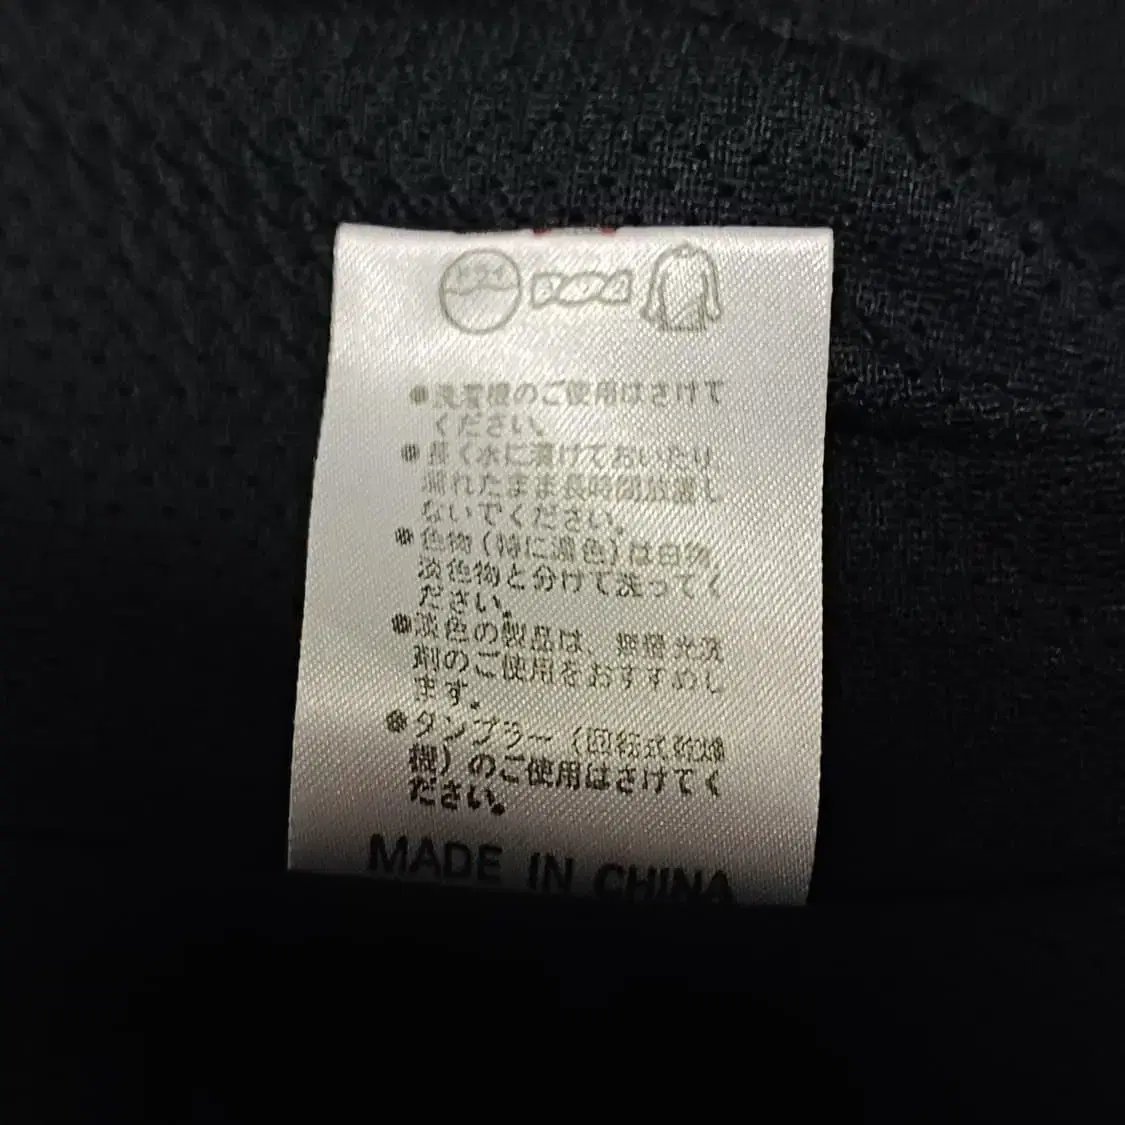 ドライ
●洗濯機のご使用はさけて
ください。
●長く水に漬けておいたり
濡れたまま長時間放置し
ないでください。
●色物(特に濃色)は白物、
淡色物と分けて洗ってく
ださい。
●淡色の製品は、無蛍光洗
剤のご使用をおすすめし
ます。
●タンブラー(回転式乾燥
機)のご使用はさけてく
ださい。
MADE IN CHINA